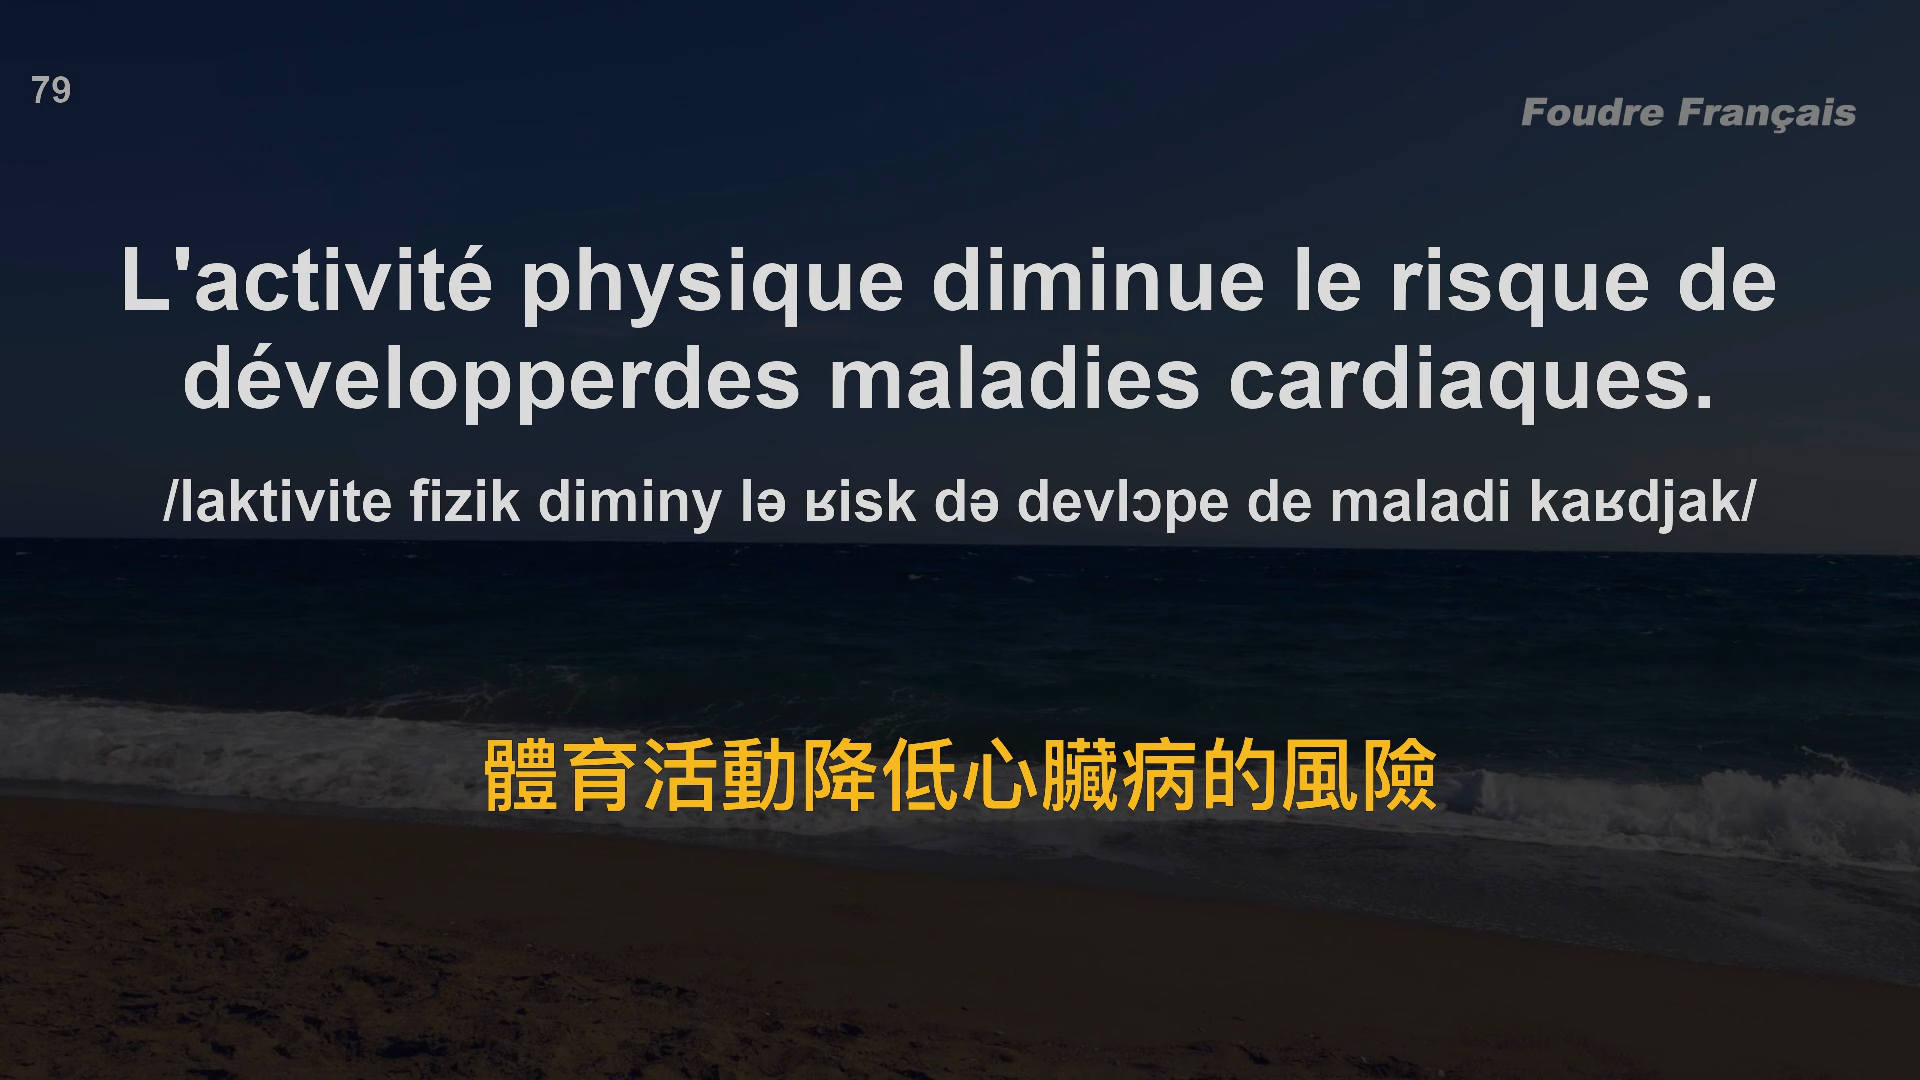 79
Foudre Français
L'activité physique diminue le risque de
développerdes maladies cardiaques.
/laktivite fizik diminy lə ʁisk də devlɔpe de maladi kaʁdjak/
體育活動降低心臟病的風險